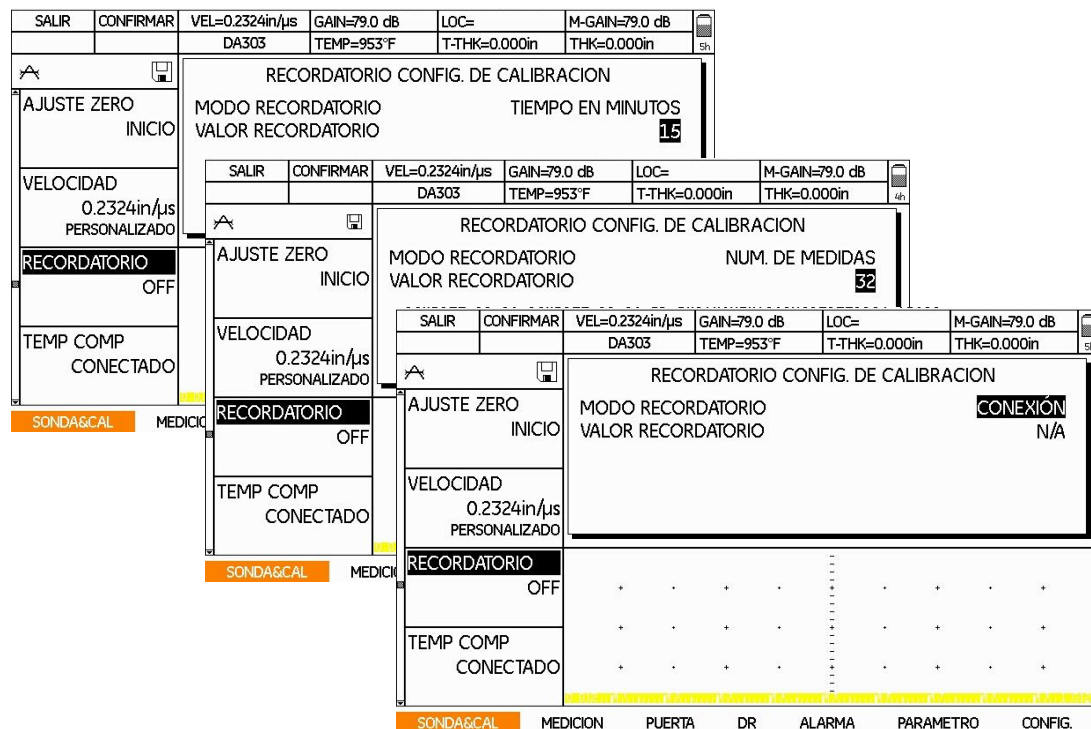 SALIR CONFIRMAR VEL=0.2324in/µs GAIN=79.0 dB LOC= M-GAIN=79.0 dB
DA303 TEMP=953°F T-THK=0.000in THK=0.000in 5h
RECORDATORIO CONFIG. DE CALIBRACION
AJUSTE ZERO
INICIO
MODO RECORDATORIO TIEMPO EN MINUTOS
VALOR RECORDATORIO 15
VELOCIDAD
0.2324in/µs
PERSONALIZADO
RECORDATORIO
OFF
TEMP COMP
CONECTADO
SONDA&CAL MEDICIO
SALIR CONFIRMAR VEL=0.2324in/µs GAIN=79.0 dB LOC= M-GAIN=79.0 dB
DA303 TEMP=953°F T-THK=0.000in THK=0.000in 4h
RECORDATORIO CONFIG. DE CALIBRACION
AJUSTE ZERO
INICIO
MODO RECORDATORIO NUM. DE MEDIDAS
VALOR RECORDATORIO 32
VELOCIDAD
0.2324in/µs
PERSONALIZADO
RECORDATORIO
OFF
TEMP COMP
CONECTADO
SONDA&CAL MEDICI
SALIR CONFIRMAR VEL=0.2324in/µs GAIN=79.0 dB LOC= M-GAIN=79.0 dB
DA303 TEMP=953°F T-THK=0.000in THK=0.000in
RECORDATORIO CONFIG. DE CALIBRACION
AJUSTE ZERO
INICIO
MODO RECORDATORIO CONEXIÓN
VALOR RECORDATORIO N/A
VELOCIDAD
0.2324in/µs
PERSONALIZADO
RECORDATORIO
OFF
TEMP COMP
CONECTADO
SONDA&CAL MEDICION PUERTA DR ALARMA PARAMETRO CONFIG.